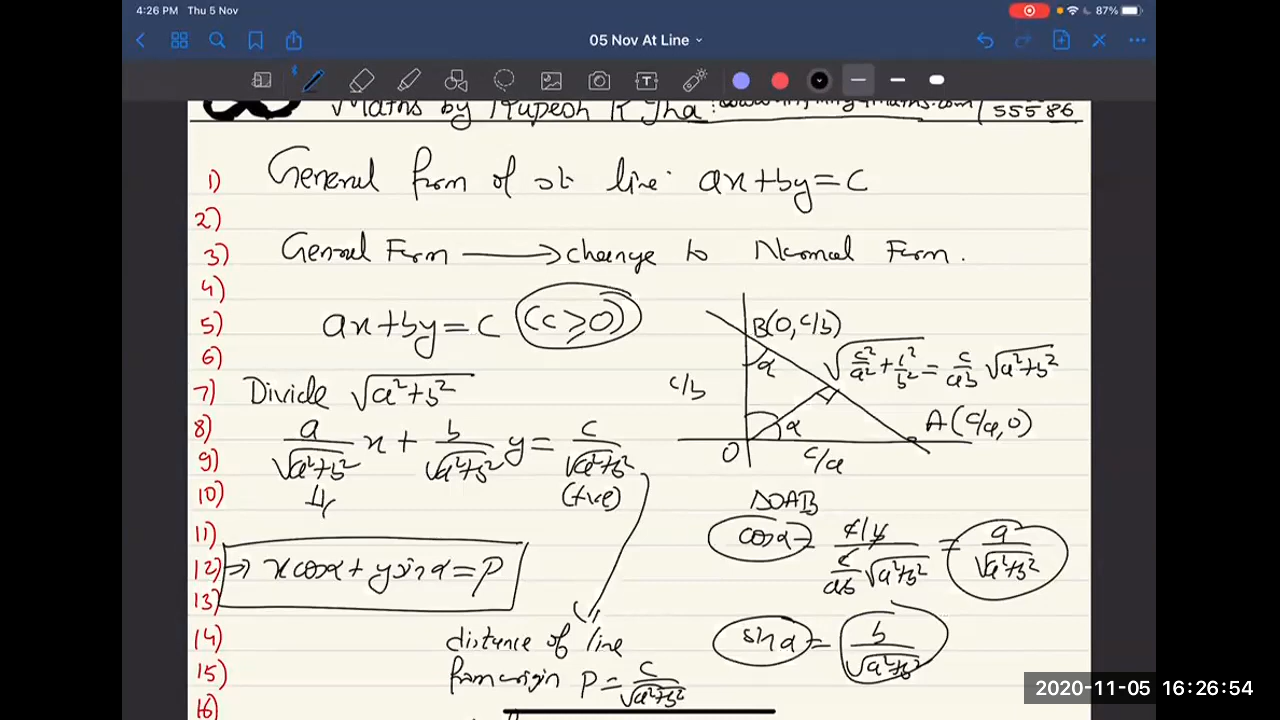 4:26 PM Thu 5 Nov
87%
05 Nov At Line
Maths by Rupesh K Jha
55586
1) General form of st line: ax+by=c
2)
3) General Form → change to Normal Form.
4)
5) ax+by=c (c≥0)
6)
7) Divide √a²+b²
8)
9) a/√a²+b² x + b/√a²+b² y = c/√a²+b²
10) (+ve)
11)
12) ⇒ x cosα + y sinα = P
13)
14) distance of line
15) from origin P = c/√a²+b²
16)
B(0, c/b)
α
√c²/a²+c²/b² = c/ab √a²+b²
c/b
A(c/a, 0)
α
O
c/a
ΔOAB
cosα = c/b / c/ab √a²+b² = a/√a²+b²
sinα = b/√a²+b²
2020-11-05 16:26:54